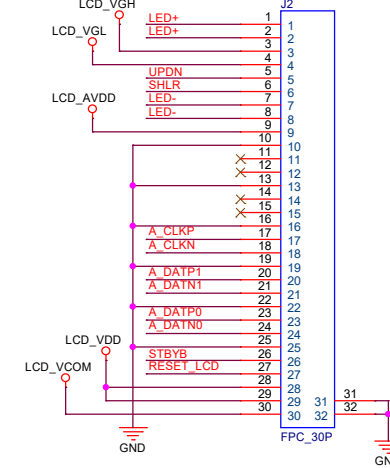 LCD_VGH
J2
LED+ 1 1
LCD_VGL LED+ 2 2
3 3
4 4
UPDN 5 5
SHLR 6 6
LCD_AVDD LED- 7 7
LED- 8 8
9 9
10 10
11 11
12 12
13 13
14 14
15 15
16 16
A_CLKP 17 17
A_CLKN 18 18
19 19
A_DATP1 20 20
A_DATN1 21 21
22 22
A_DATP0 23 23
A_DATN0 24 24
LCD_VDD 25 25
STBYB 26 26
LCD_VCOM RESET_LCD 27 27
28 28
29 29 31 31
30 30 32 32
FPC_30P
GND
GN